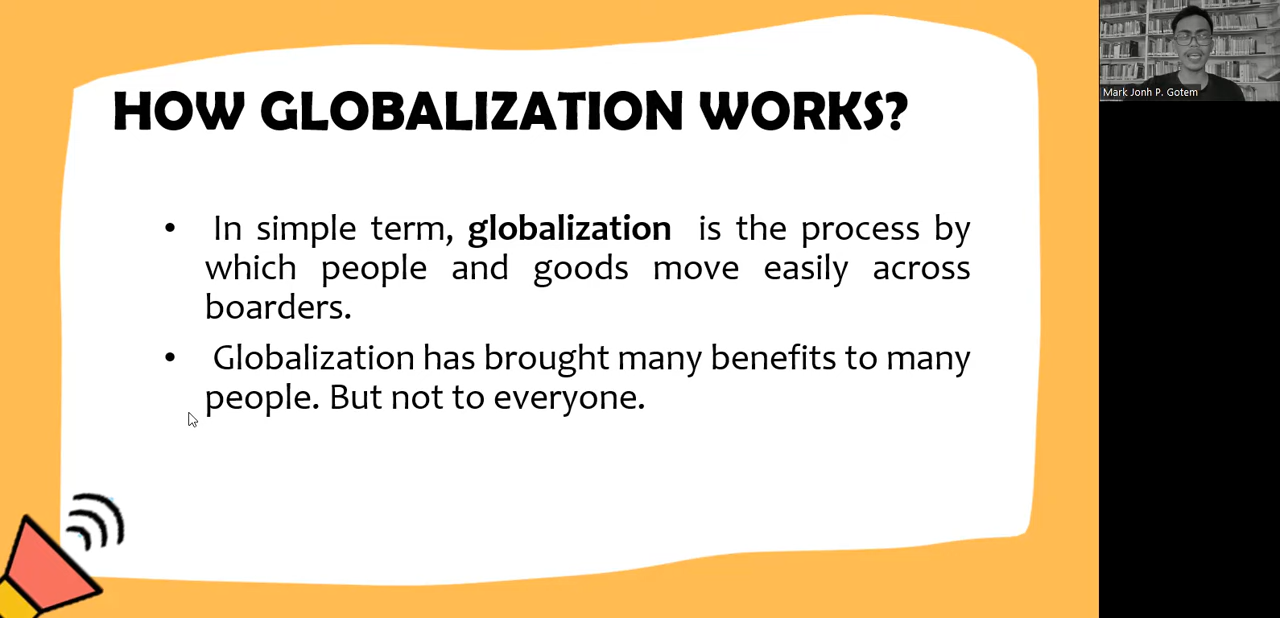 HOW GLOBALIZATION WORKS?
• In simple term, globalization is the process by
which people and goods move easily across
boarders.
• Globalization has brought many benefits to many
people. But not to everyone.
Mark Jonh P. Gotem